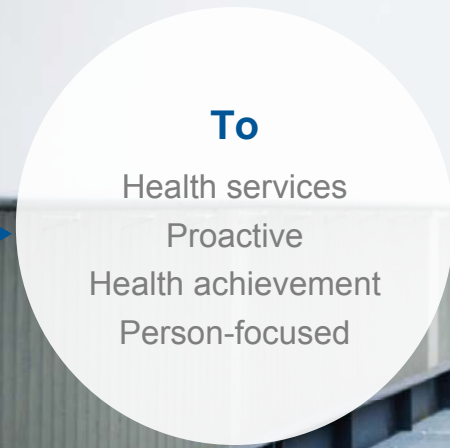 To
Health services
Proactive
Health achievement
Person-focused